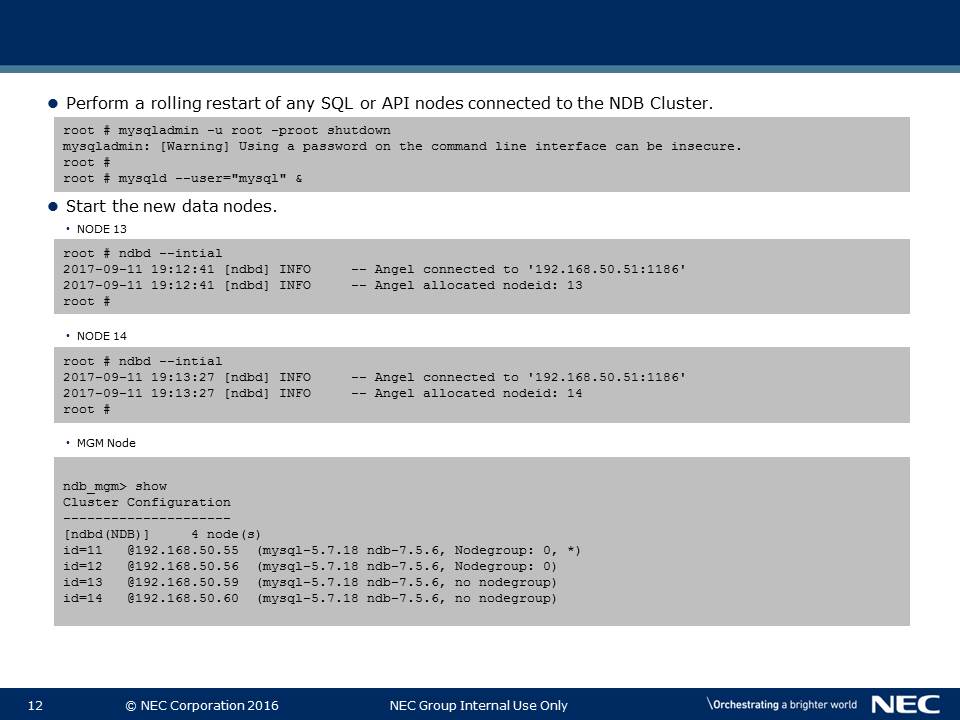 ● Perform a rolling restart of any SQL or API nodes connected to the NDB Cluster.
root # mysqladmin -u root -proot shutdown
mysqladmin: [Warning] Using a password on the command line interface can be insecure.
root #
root # mysqld --user="mysql" &
● Start the new data nodes.
• NODE 13
root # ndbd --intial
2017-09-11 19:12:41 [ndbd] INFO     -- Angel connected to '192.168.50.51:1186'
2017-09-11 19:12:41 [ndbd] INFO     -- Angel allocated nodeid: 13
root #
• NODE 14
root # ndbd --intial
2017-09-11 19:13:27 [ndbd] INFO     -- Angel connected to '192.168.50.51:1186'
2017-09-11 19:13:27 [ndbd] INFO     -- Angel allocated nodeid: 14
root #
• MGM Node
ndb_mgm> show
Cluster Configuration
---------------------
[ndbd(NDB)]     4 node(s)
id=11   @192.168.50.55  (mysql-5.7.18 ndb-7.5.6, Nodegroup: 0, *)
id=12   @192.168.50.56  (mysql-5.7.18 ndb-7.5.6, Nodegroup: 0)
id=13   @192.168.50.59  (mysql-5.7.18 ndb-7.5.6, no nodegroup)
id=14   @192.168.50.60  (mysql-5.7.18 ndb-7.5.6, no nodegroup)
12 © NEC Corporation 2016 NEC Group Internal Use Only \Orchestrating a brighter world NEC